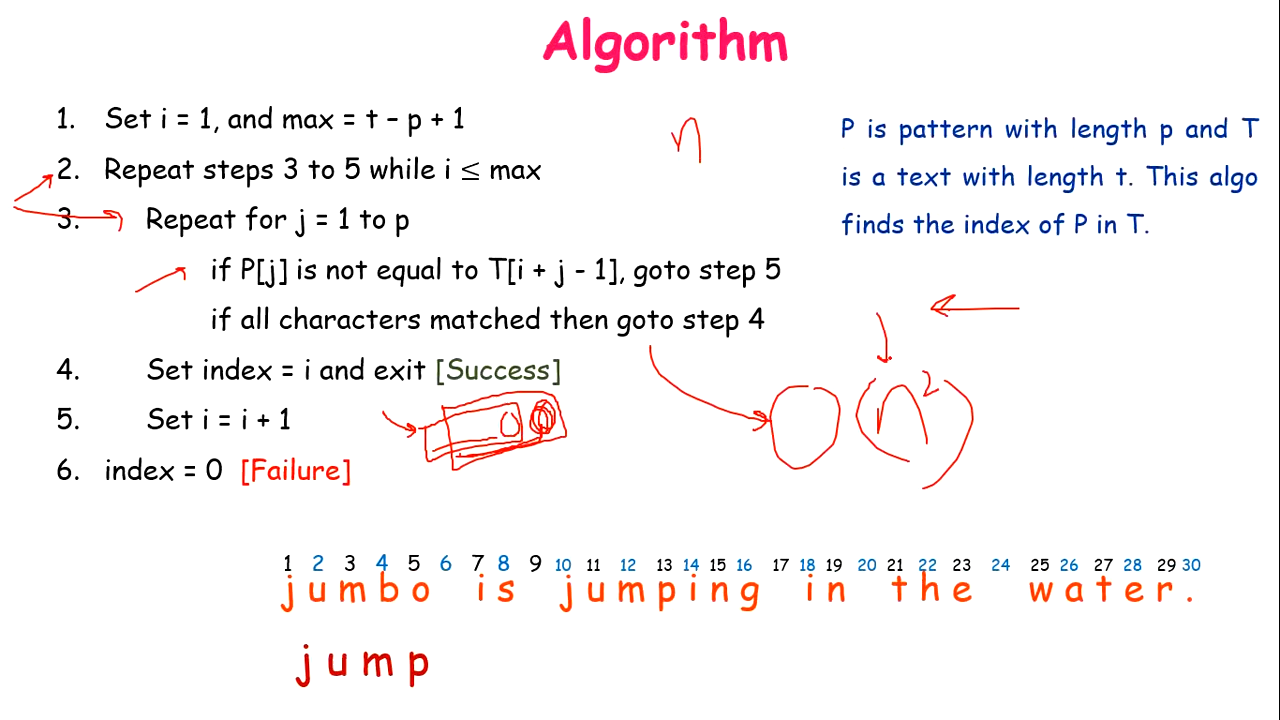 Algorithm
1. Set i = 1, and max = t – p + 1
n
2. Repeat steps 3 to 5 while i ≤ max
3. Repeat for j = 1 to p
if P[j] is not equal to T[i + j - 1], goto step 5
if all characters matched then goto step 4
4. Set index = i and exit [Success]
5. Set i = i + 1
6. index = 0 [Failure]
P is pattern with length p and T
is a text with length t. This algo
finds the index of P in T.
O(n²)
1 2 3 4 5 6 7 8 9 10 11 12 13 14 15 16 17 18 19 20 21 22 23 24 25 26 27 28 29 30
jumbo is jumping in the water.
jump